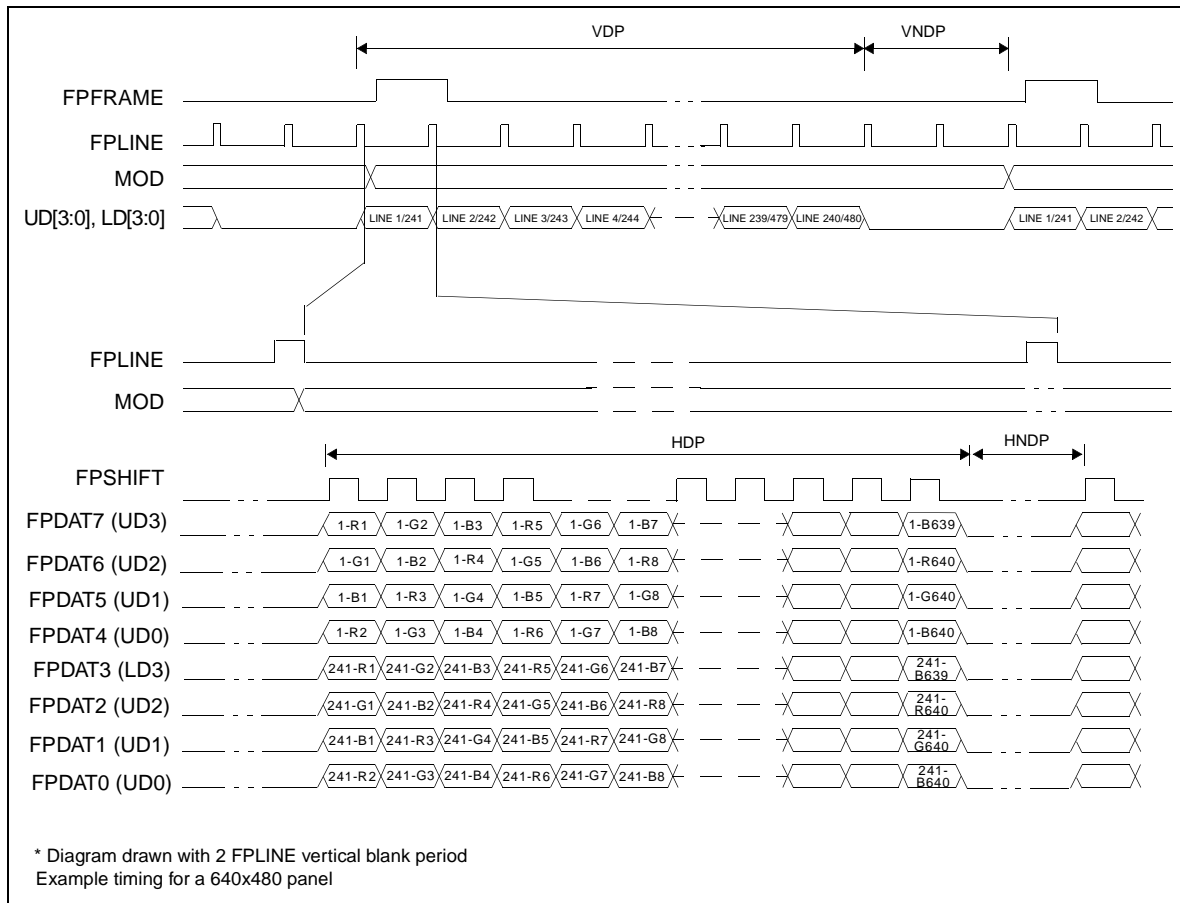 VDP VNDP
FPFRAME
FPLINE
MOD
UD[3:0], LD[3:0] LINE 1/241 LINE 2/242 LINE 3/243 LINE 4/244 LINE 239/479 LINE 240/480 LINE 1/241 LINE 2/242
FPLINE
MOD
HDP HNDP
FPSHIFT
FPDAT7 (UD3) 1-R1 1-G2 1-B3 1-R5 1-G6 1-B7 1-B639
FPDAT6 (UD2) 1-G1 1-B2 1-R4 1-G5 1-B6 1-R8 1-R640
FPDAT5 (UD1) 1-B1 1-R3 1-G4 1-B5 1-R7 1-G8 1-G640
FPDAT4 (UD0) 1-R2 1-G3 1-B4 1-R6 1-G7 1-B8 1-B640
FPDAT3 (LD3) 241-R1 241-G2 241-B3 241-R5 241-G6 241-B7 241-B639
FPDAT2 (UD2) 241-G1 241-B2 241-R4 241-G5 241-B6 241-R8 241-R640
FPDAT1 (UD1) 241-B1 241-R3 241-G4 241-B5 241-R7 241-G8 241-G640
FPDAT0 (UD0) 241-R2 241-G3 241-B4 241-R6 241-G7 241-B8 241-B640
* Diagram drawn with 2 FPLINE vertical blank period
Example timing for a 640x480 panel